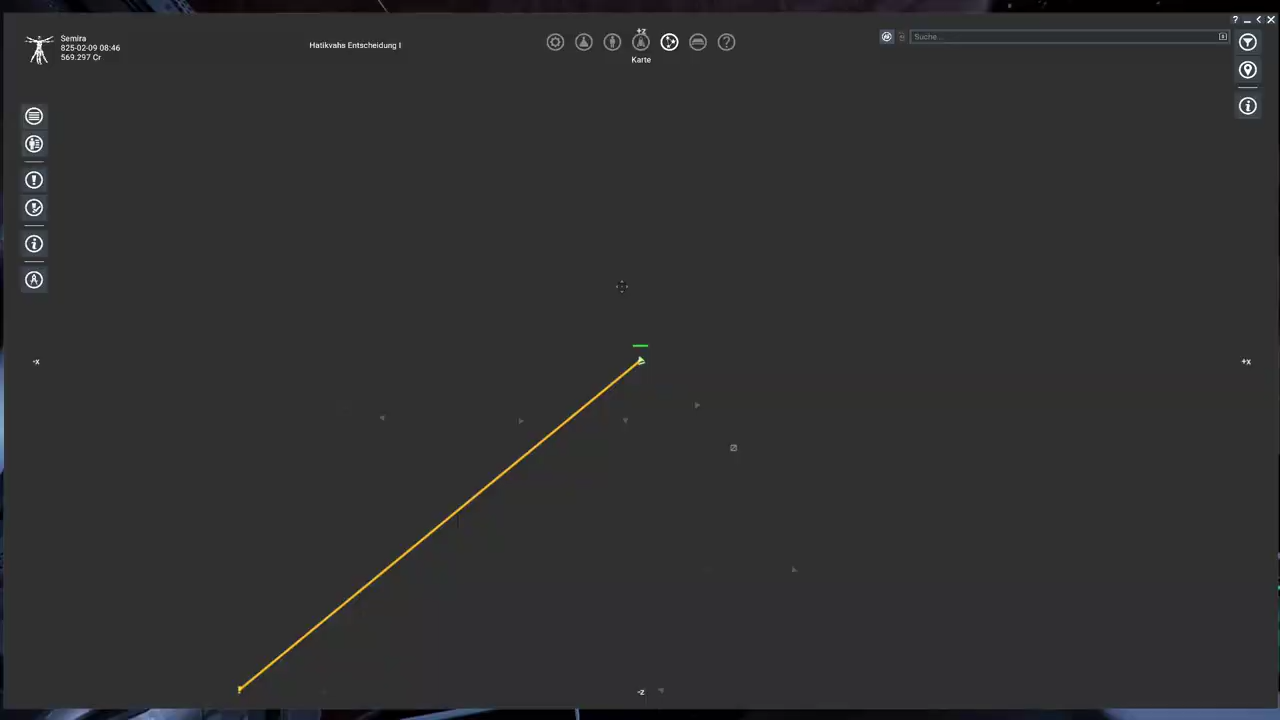 Semira
825-02-09 08:46
569.297 Cr
Hatikvahs Entscheidung I
+z
Karte
Suche...
-x
+x
-z